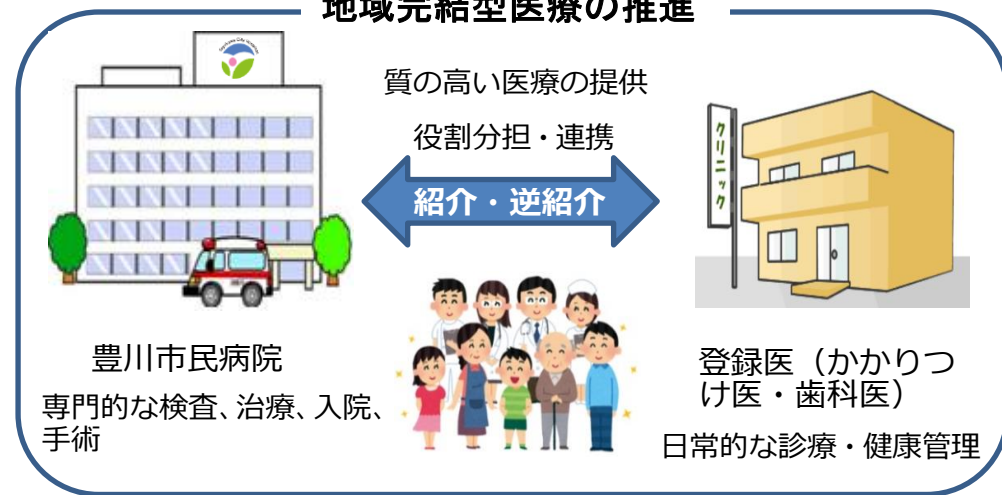 地域完結型医療の推進
質の高い医療の提供
役割分担・連携
紹介・逆紹介
クリニック
豊川市民病院
専門的な検査、治療、入院、
手術
登録医（かかりつ
け医・歯科医）
日常的な診療・健康管理